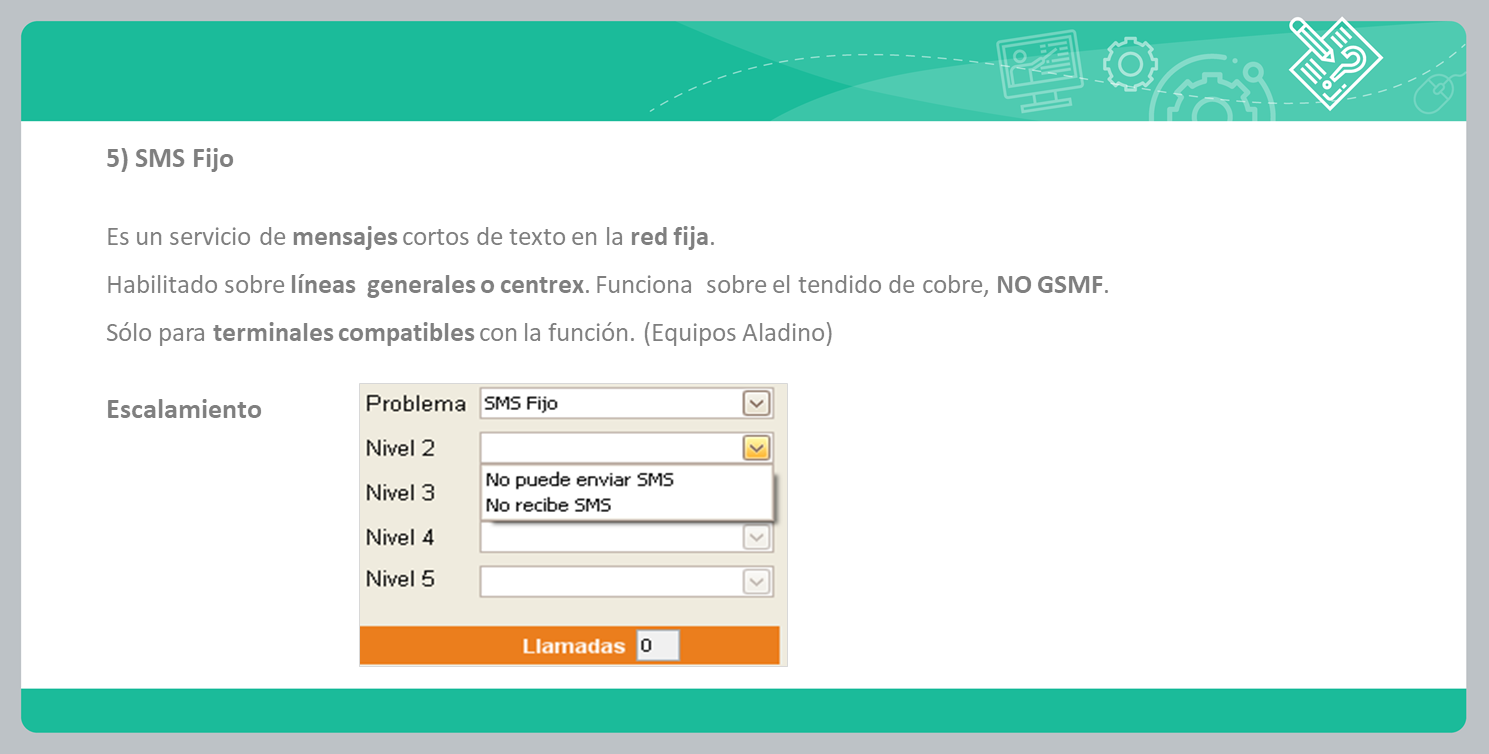 5) SMS Fijo
Es un servicio de mensajes cortos de texto en la red fija.
Habilitado sobre líneas generales o centrex. Funciona sobre el tendido de cobre, NO GSMF.
Sólo para terminales compatibles con la función. (Equipos Aladino)
Escalamiento
Problema SMS Fijo
Nivel 2
No puede enviar SMS
Nivel 3
No recibe SMS
Nivel 4
Nivel 5
Llamadas 0